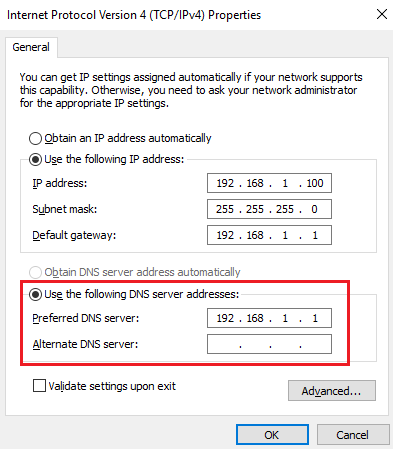 Internet Protocol Version 4 (TCP/IPv4) Properties
General
You can get IP settings assigned automatically if your network supports
this capability. Otherwise, you need to ask your network administrator
for the appropriate IP settings.
Obtain an IP address automatically
Use the following IP address:
IP address: 192 . 168 . 1 . 100
Subnet mask: 255 . 255 . 255 . 0
Default gateway: 192 . 168 . 1 . 1
Obtain DNS server address automatically
Use the following DNS server addresses:
Preferred DNS server: 192 . 168 . 1 . 1
Alternate DNS server: . . .
Validate settings upon exit
Advanced...
OK Cancel